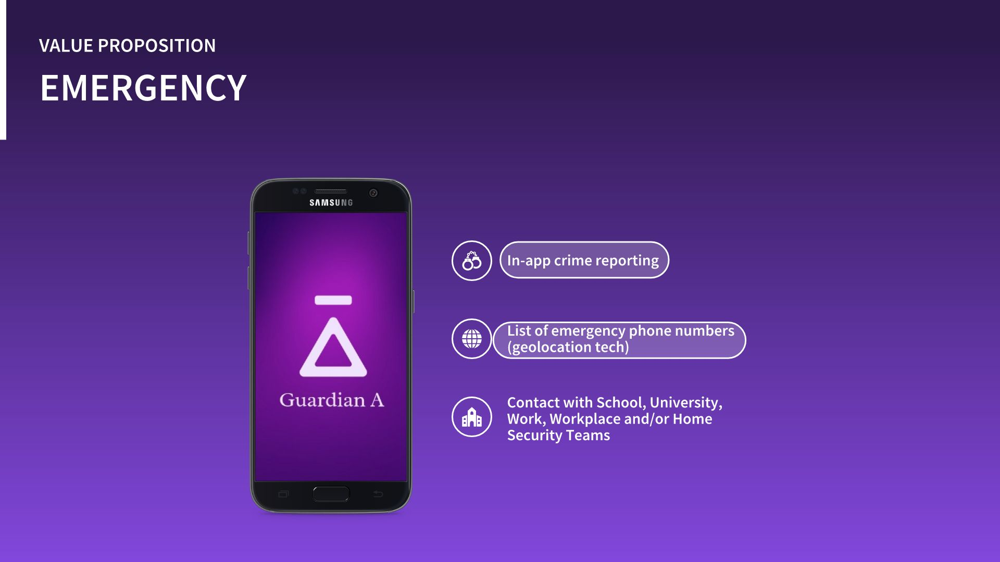 VALUE PROPOSITION
EMERGENCY
SAMSUNG
Guardian A
In-app crime reporting
List of emergency phone numbers
(geolocation tech)
Contact with School, University,
Work, Workplace and/or Home
Security Teams